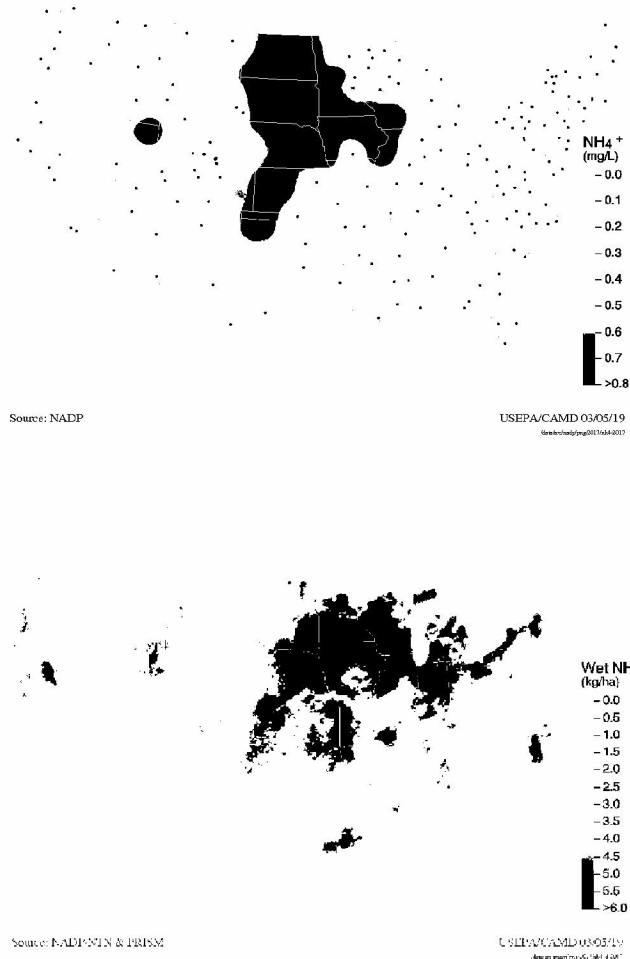 NH4 +
(mg/L)
– 0.0
– 0.1
– 0.2
– 0.3
– 0.4
– 0.5
– 0.6
– 0.7
>0.8
Source: NADP
USEPA/CAMD 03/05/19
Wet NH
(kg/ha)
– 0.0
– 0.5
– 1.0
– 1.5
– 2.0
– 2.5
– 3.0
– 3.5
– 4.0
– 4.5
– 5.0
– 5.5
>6.0
Source: NADP-NTN & PRISM
USEPA/CAMD 03/05/19